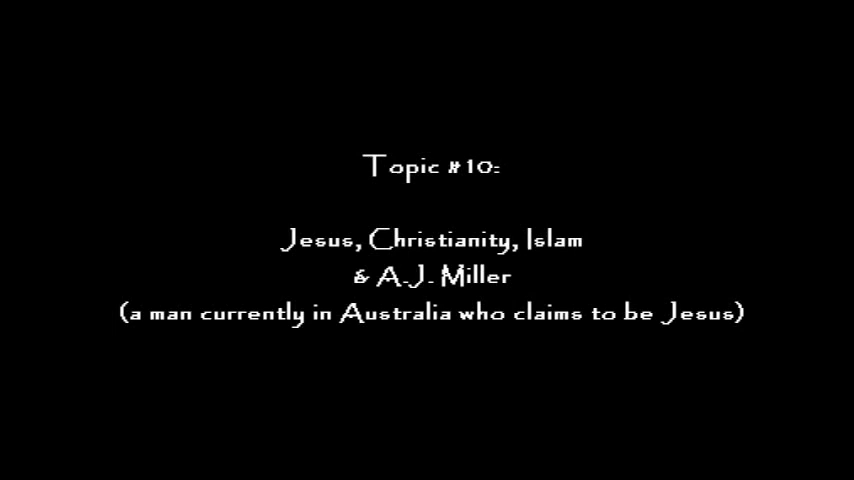 Topic #10:
Jesus, Christianity, Islam
& A.J. Miller
(a man currently in Australia who claims to be Jesus)